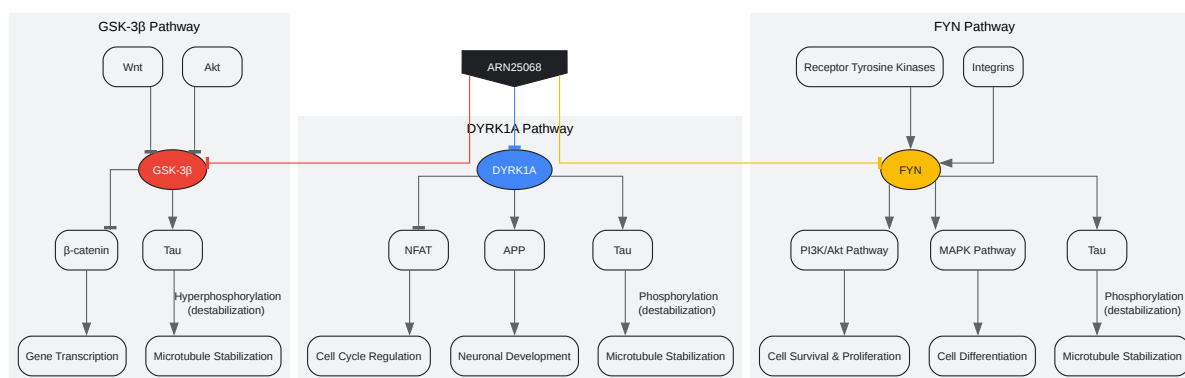 GSK-3β Pathway
FYN Pathway
Wnt
Akt
ARN25068
Receptor Tyrosine Kinases
Integrins
DYRK1A Pathway
GSK-3β
DYRK1A
FYN
β-catenin
Tau
NFAT
APP
Tau
PI3K/Akt Pathway
MAPK Pathway
Tau
Hyperphosphorylation
(destabilization)
Phosphorylation
(destabilization)
Phosphorylation
(destabilization)
Gene Transcription
Microtubule Stabilization
Cell Cycle Regulation
Neuronal Development
Microtubule Stabilization
Cell Survival & Proliferation
Cell Differentiation
Microtubule Stabilization